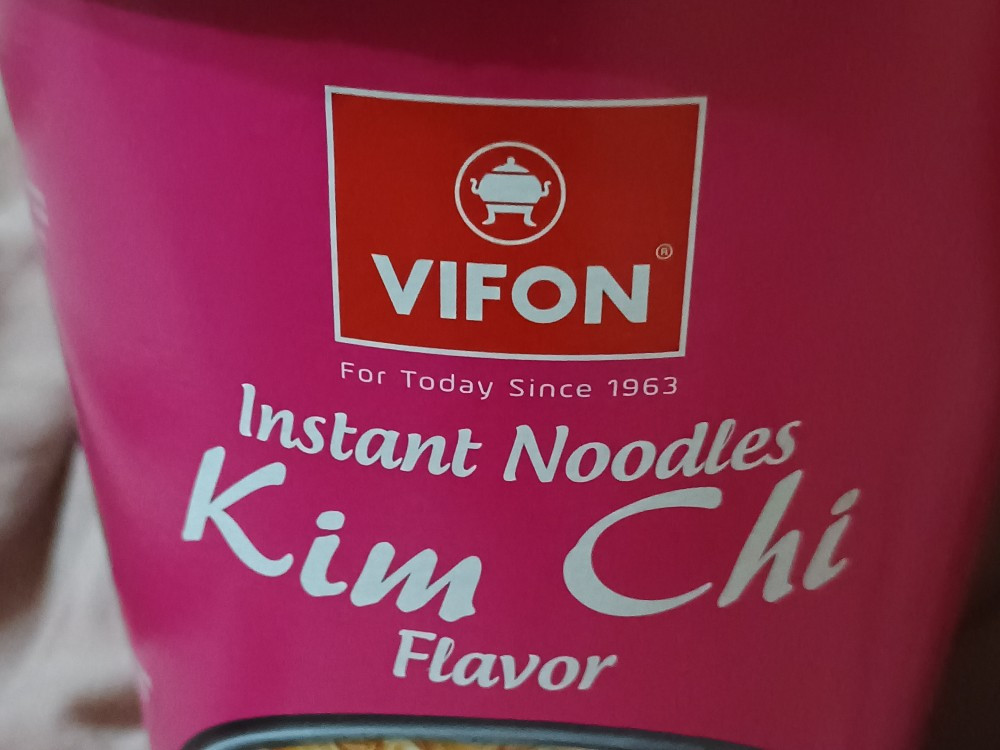 VIFON®
For Today Since 1963
Instant Noodles
Kim Chi
Flavor